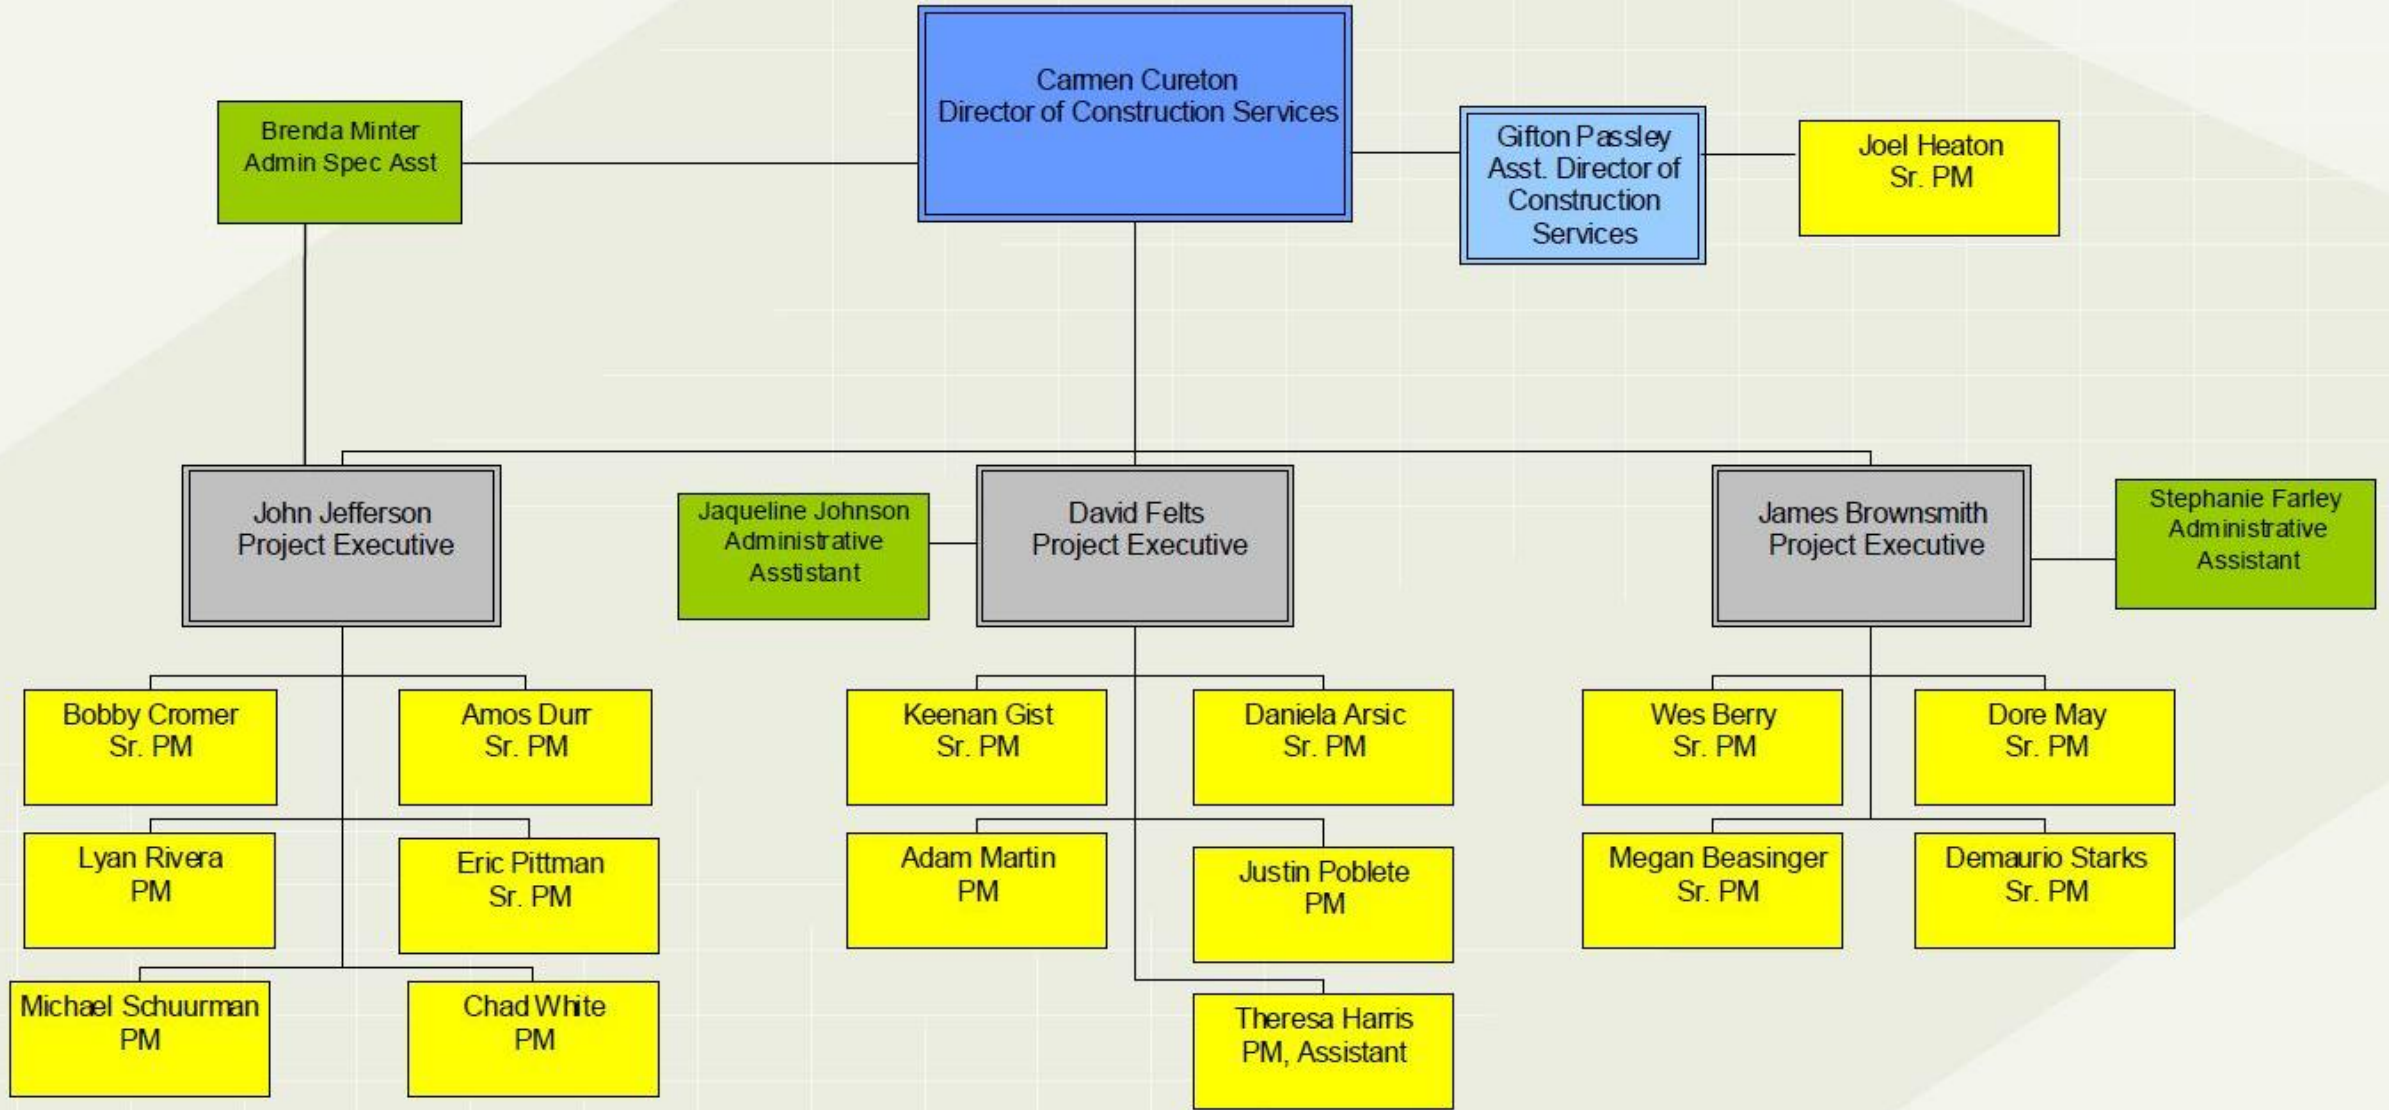 Carmen Cureton
Director of Construction Services
Brenda Minter
Admin Spec Asst
Gifton Passley
Asst. Director of
Construction
Services
Joel Heaton
Sr. PM
John Jefferson
Project Executive
Jaqueline Johnson
Administrative
Asstistant
David Felts
Project Executive
James Brownsmith
Project Executive
Stephanie Farley
Administrative
Assistant
Bobby Cromer
Sr. PM
Amos Durr
Sr. PM
Keenan Gist
Sr. PM
Daniela Arsic
Sr. PM
Wes Berry
Sr. PM
Dore May
Sr. PM
Lyan Rivera
PM
Eric Pittman
Sr. PM
Adam Martin
PM
Justin Poblete
PM
Megan Beasinger
Sr. PM
Demaurio Starks
Sr. PM
Michael Schuurman
PM
Chad White
PM
Theresa Harris
PM, Assistant